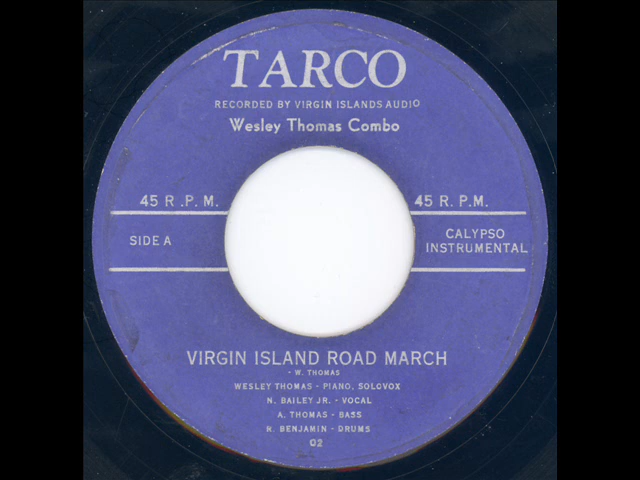 TARCO
RECORDED BY VIRGIN ISLANDS AUDIO
Wesley Thomas Combo
45 R.P.M.
45 R.P.M.
SIDE A
CALYPSO
INSTRUMENTAL
VIRGIN ISLAND ROAD MARCH
- W. THOMAS
WESLEY THOMAS - PIANO, SOLOVOX
N. BAILEY JR. - VOCAL
A. THOMAS - BASS
R. BENJAMIN - DRUMS
02